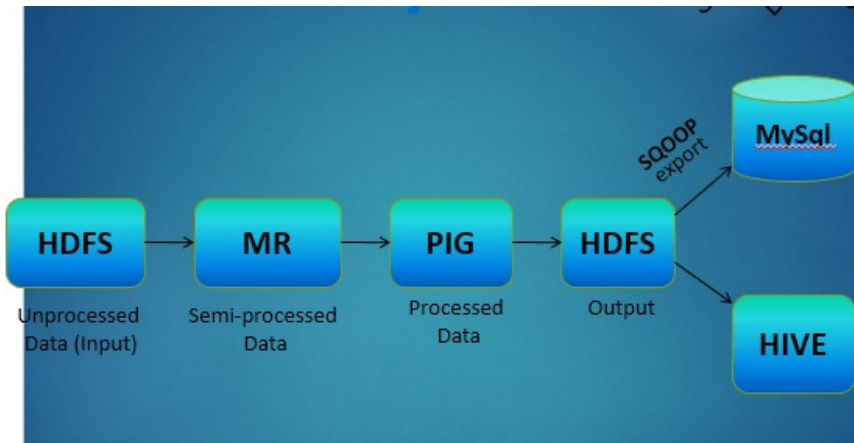 SQOOP
export
MySql
HDFS
MR
PIG
HDFS
Unprocessed
Data (Input)
Semi-processed
Data
Processed
Data
Output
HIVE